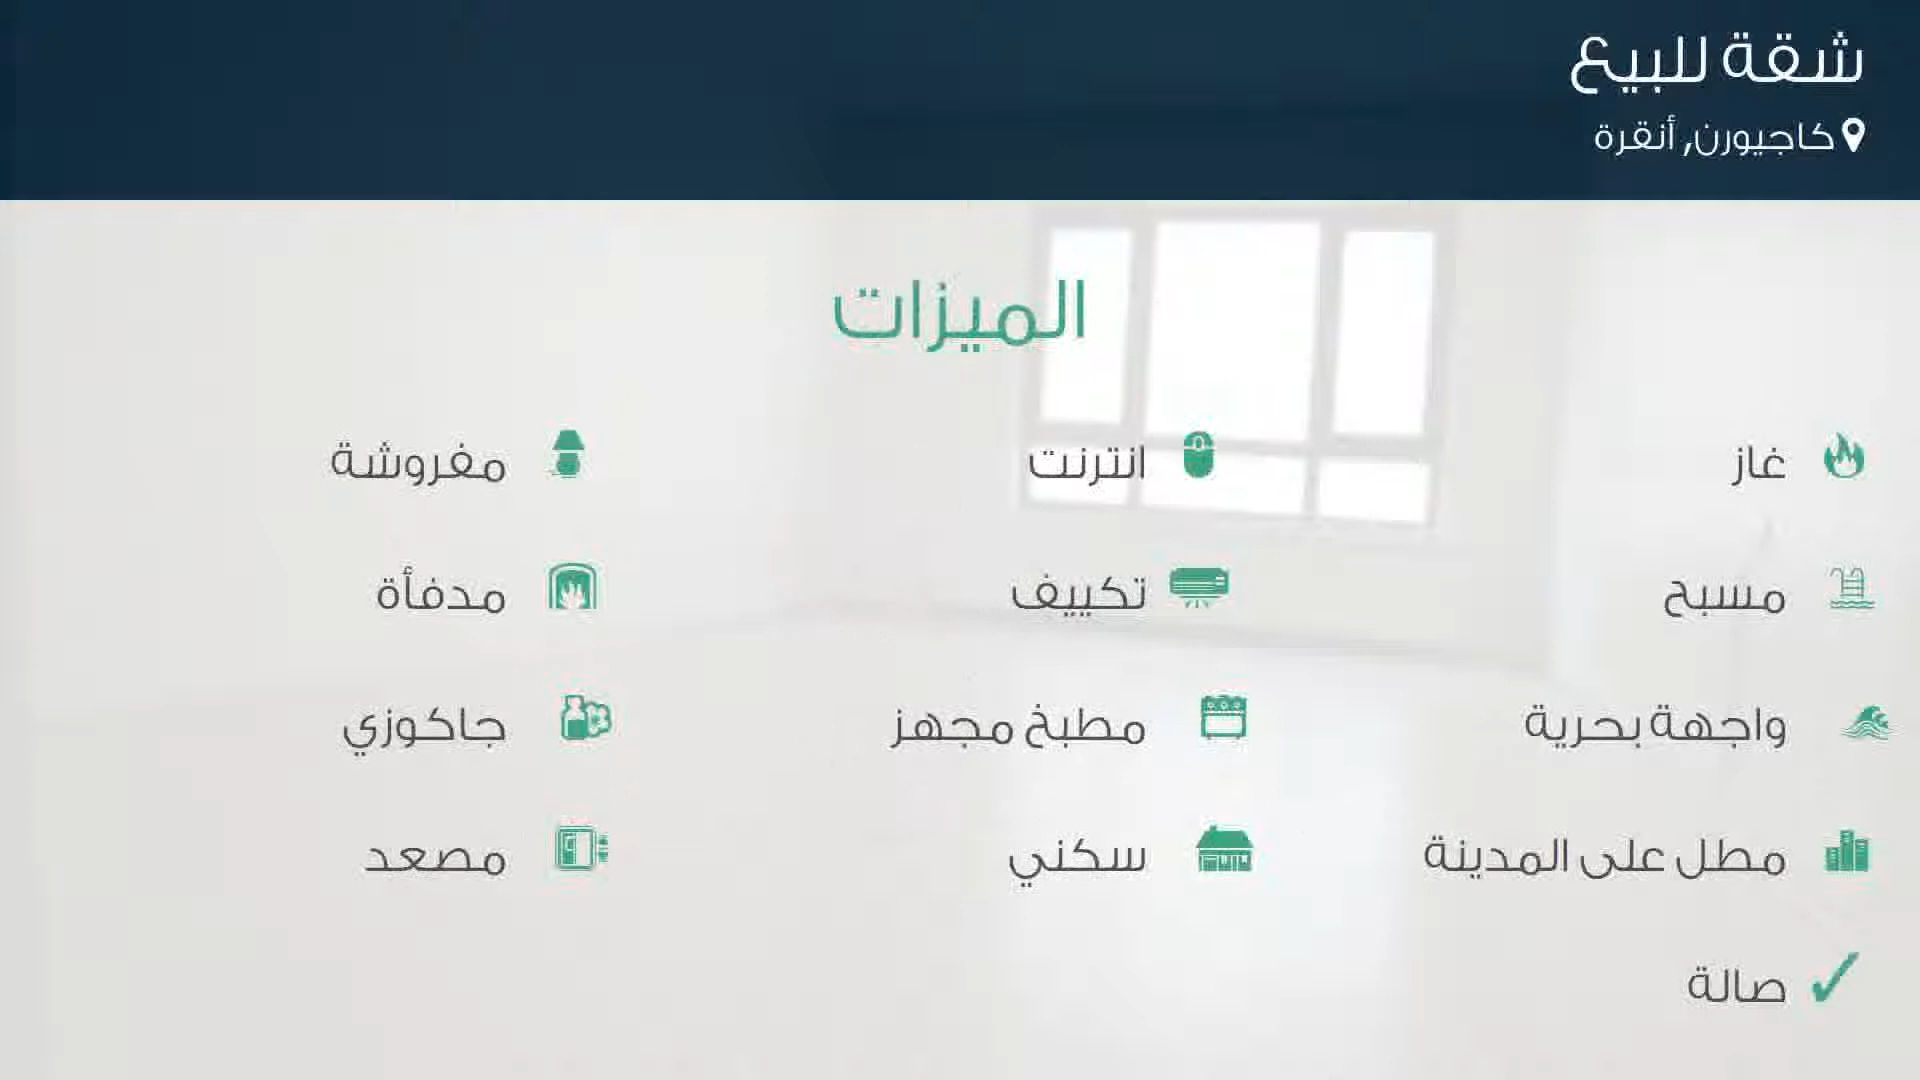 شقة للبيع
كاجيورن, أنقرة
الميزات
غاز
انترنت
مفروشة
مسبح
تكييف
مدفأة
واجهة بحرية
مطبخ مجهز
جاكوزي
مطل على المدينة
سكني
مصعد
صالة